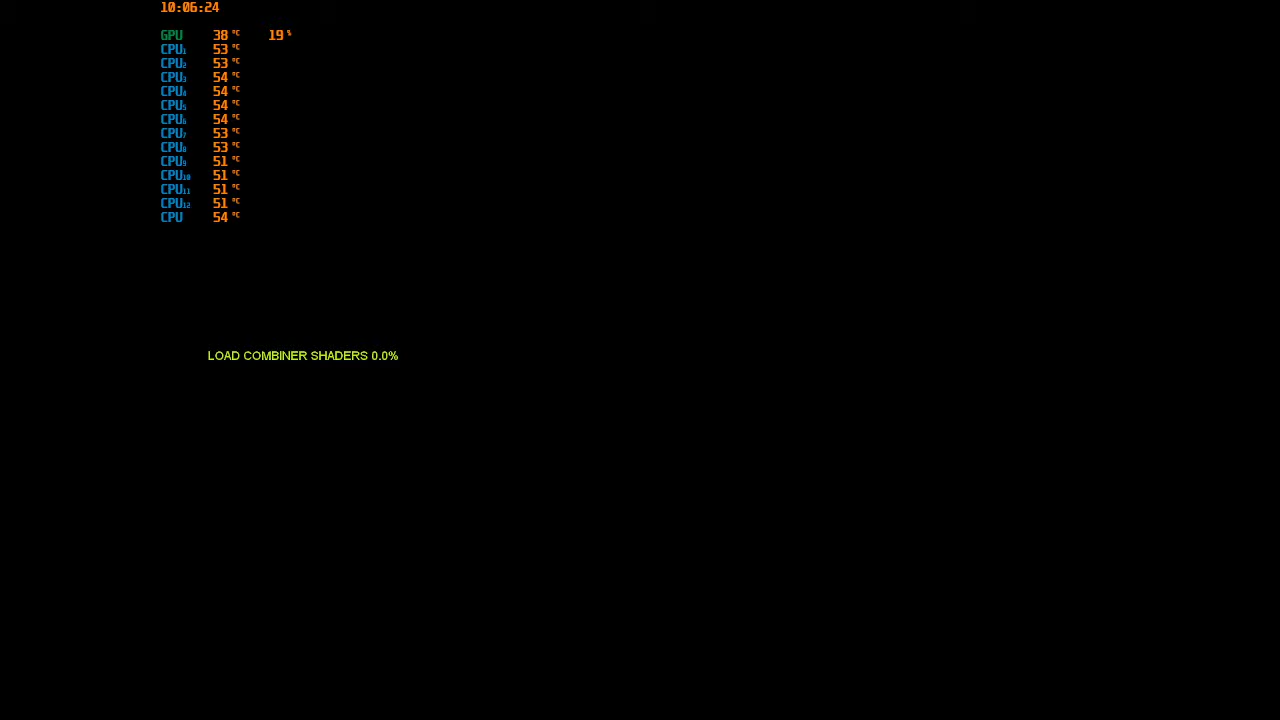 10:06:24
GPU 38 °C 19 %
CPU1 53 °C
CPU2 53 °C
CPU3 54 °C
CPU4 54 °C
CPU5 54 °C
CPU6 54 °C
CPU7 53 °C
CPU8 53 °C
CPU9 51 °C
CPU10 51 °C
CPU11 51 °C
CPU12 51 °C
CPU 54 °C
LOAD COMBINER SHADERS 0.0%